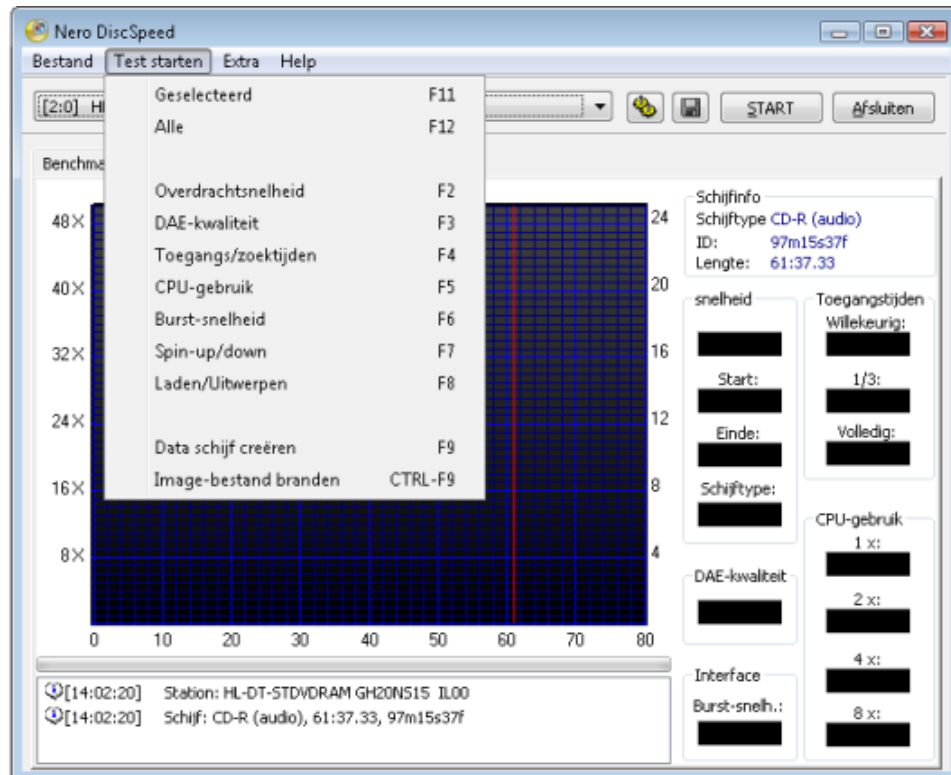 Nero DiscSpeed
Bestand Test starten Extra Help
[2:0]
START
Afsluiten
Geselecteerd F11
Alle F12
Overdrachtsnelheid F2
DAE-kwaliteit F3
Toegangs/zoektijden F4
CPU-gebruik F5
Burst-snelheid F6
Spin-up/down F7
Laden/Uitwerpen F8
Data schijf creëren F9
Image-bestand branden CTRL-F9
48X
40X
32X
24X
16X
8X
24
20
16
12
8
4
0 10 20 30 40 50 60 70 80
Schijfinfo
Schijftype CD-R (audio)
ID: 97m15s37f
Lengte: 61:37.33
snelheid
Start:
Einde:
Schijftype:
Toegangstijden
Willekeurig:
1/3:
Volledig:
DAE-kwaliteit
CPU-gebruik
1 x:
2 x:
4 x:
8 x:
Interface
Burst-snelh.:
[14:02:20] Station: HL-DT-STDVDRAM GH20NS15 IL00
[14:02:20] Schijf: CD-R (audio), 61:37.33, 97m15s37f